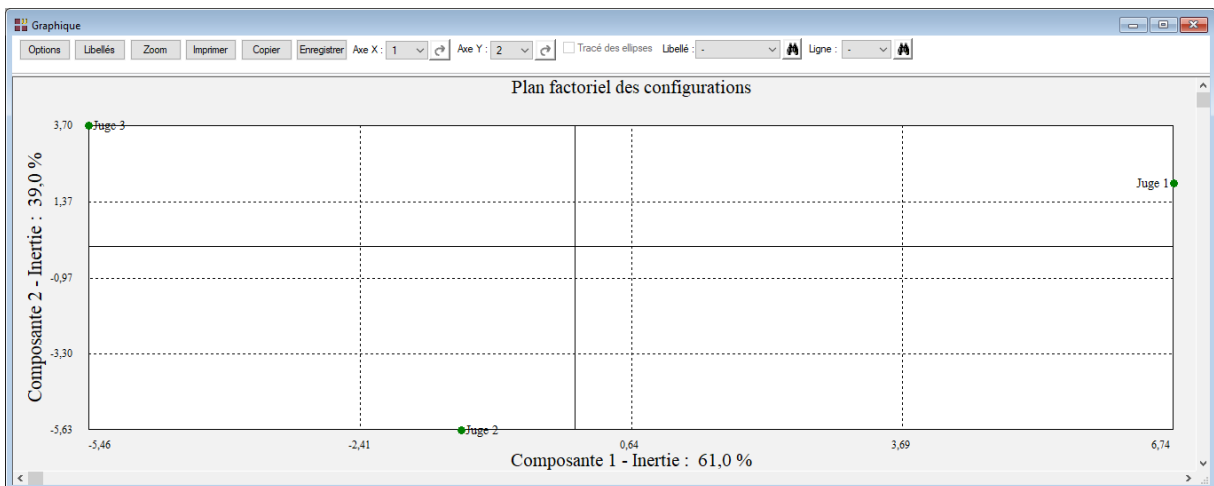 Graphique
Options Libellés Zoom Imprimer Copier Enregistrer Axe X : 1 Axe Y : 2 Tracé des ellipses Libellé : - Ligne : -
Plan factoriel des configurations
3,70
Juge 3
Juge 1
1,37
-0,97
-3,30
-5,63
Juge 2
Composante 2 - Inertie : 39,0 %
-5,46 -2,41 0,64 3,69 6,74
Composante 1 - Inertie : 61,0 %